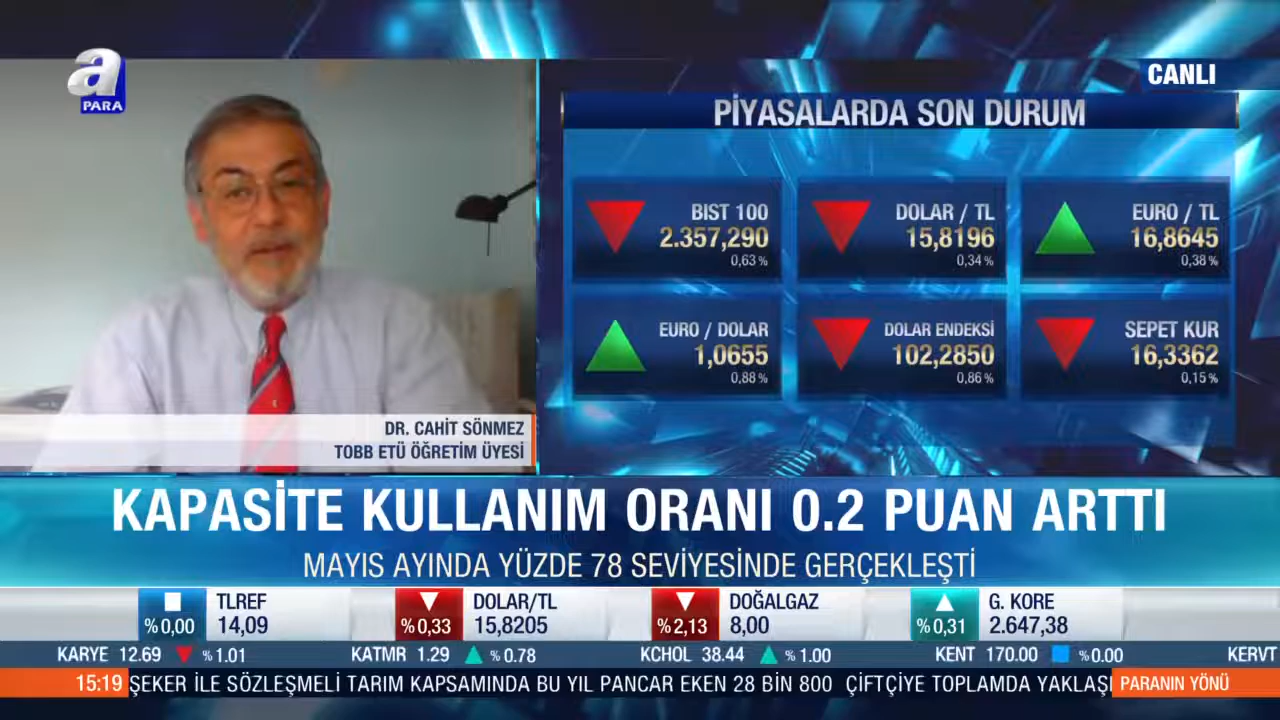 a
PARA
CANLI
PİYASALARDA SON DURUM
BIST 100
2.357,290
0,63 %
DOLAR / TL
15,8196
0,34 %
EURO / TL
16,8645
0,38 %
EURO / DOLAR
1,0655
0,88 %
DOLAR ENDEKSİ
102,2850
0,86 %
SEPET KUR
16,3362
0,15 %
DR. CAHİT SÖNMEZ
TOBB ETÜ ÖĞRETİM ÜYESİ
KAPASİTE KULLANIM ORANI 0.2 PUAN ARTTI
MAYIS AYINDA YÜZDE 78 SEVİYESİNDE GERÇEKLEŞTİ
%0,00 TLREF 14,09
%0,33 DOLAR/TL 15,8205
%2,13 DOĞALGAZ 8,00
%0,31 G. KORE 2.647,38
KARYE 12.69 %1.01 KATMR 1.29 % 0.78 KCHOL 38.44 % 1.00 KENT 170.00 %0.00 KERVT
15:19 ŞEKER İLE SÖZLEŞMELİ TARIM KAPSAMINDA BU YIL PANCAR EKEN 28 BİN 800 ÇİFTÇİYE TOPLAMDA YAKLAŞI PARANIN YÖNÜ